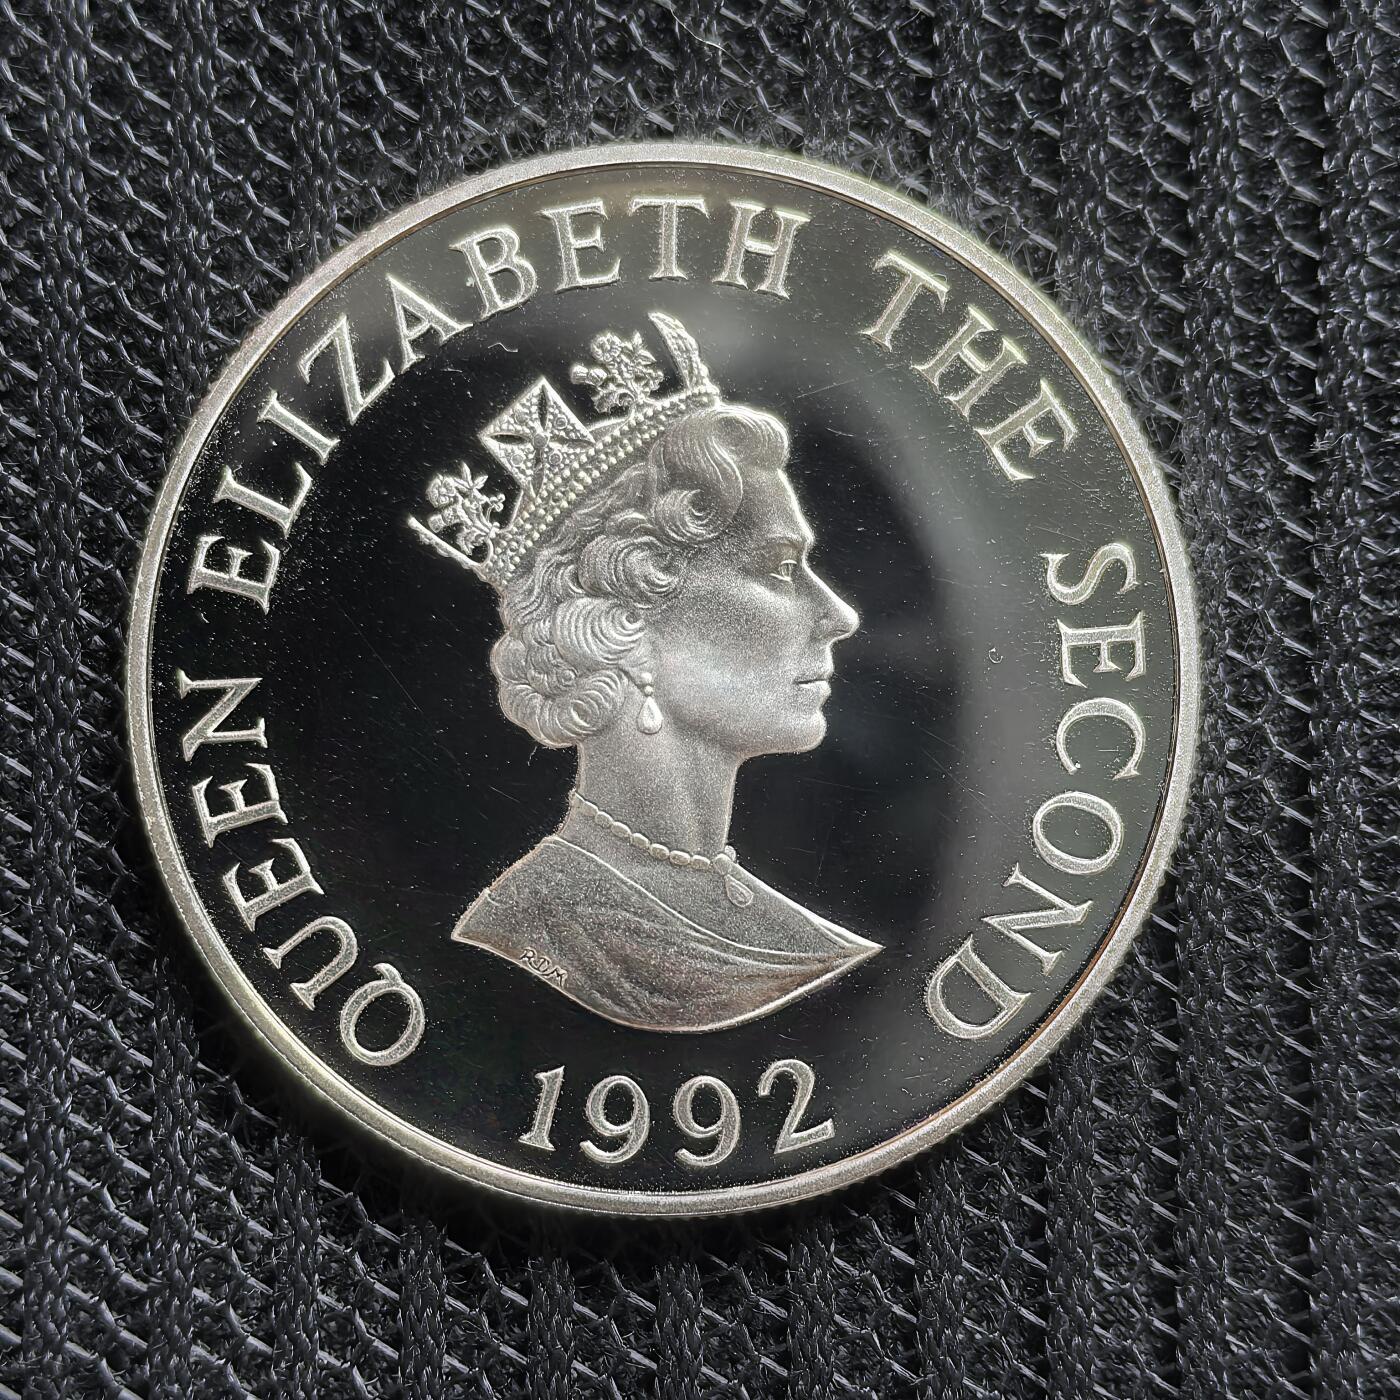 QUEEN ELIZABETH THE SECOND
RDM
1992